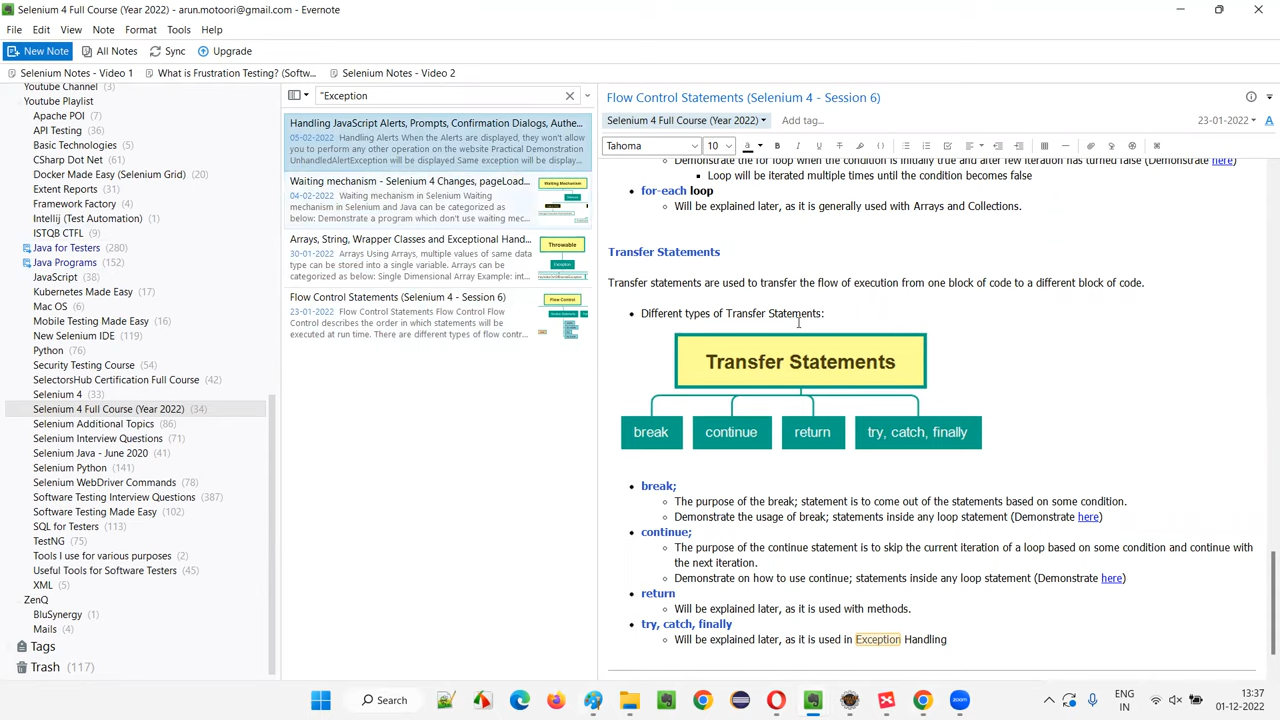 Selenium 4 Full Course (Year 2022) - arun.motoori@gmail.com - Evernote
File Edit View Note Format Tools Help
New Note All Notes Sync Upgrade
Selenium Notes - Video 1 What is Frustration Testing? (Softw... Selenium Notes - Video 2
Youtube Channel (3)
Youtube Playlist
Apache POI (7)
API Testing (36)
Basic Technologies (5)
CSharp Dot Net (61)
Docker Made Easy (Selenium Grid) (20)
Extent Reports (31)
Framework Factory (4)
Intellij (Test Automation) (1)
ISQTB CTFL (9)
Java for Testers (280)
Java Programs (152)
JavaScript (38)
Kubernetes Made Easy (17)
Mac OS (6)
Mobile Testing Made Easy (16)
New Selenium IDE (119)
Python (76)
Security Testing Course (54)
SelectorsHub Certification Full Course (42)
Selenium 4 (33)
Selenium 4 Full Course (Year 2022) (34)
Selenium Additional Topics (86)
Selenium Interview Questions (71)
Selenium Java - June 2020 (41)
Selenium Python (141)
Selenium WebDriver Commands (78)
Software Testing Interview Questions (387)
Software Testing Made Easy (102)
SQL for Testers (113)
TestNG (75)
Tools I use for various purposes (2)
Useful Tools for Software Testers (45)
XML (5)
ZenQ
BluSynergy (1)
Mails (4)
Tags
Trash (117)
"Exception
Handling JavaScript Alerts, Prompts, Confirmation Dialogs, Authe...
05-02-2022 Handling Alerts When the Alerts are displayed, they won't allow
you to perform any other operation on the website Practical Demonstration
UnhandledAlertException will be displayed Same exception will be display...
Waiting mechanism - Selenium 4 Changes, pageLoad...
04-02-2022 Waiting mechanism in Selenium Waiting
mechanism in Selenium and Java can be categorized as
below: Demonstrate a program which don't use waiting mec...
Waiting Mechanism
Arrays, String, Wrapper Classes and Exceptional Hand...
30-01-2022 Arrays Using Arrays, multiple values of same data
type can be stored into a single variable. Arrays can be
categorized as below: Single Dimensional Array Example: int...
Throwable
Exception
Flow Control Statements (Selenium 4 - Session 6)
23-01-2022 Flow Control Statements Flow Control Flow
Control describes the order in which statements will be
executed at run time. There are different types of flow contr...
Flow Control
Flow Control Statements (Selenium 4 - Session 6)
Selenium 4 Full Course (Year 2022) Add tag... 23-01-2022
Tahoma 10 a B I U T
Demonstrate the for loop when the condition is initially true and after few iteration has turned false (Demonstrate here)
Loop will be iterated multiple times until the condition becomes false
for-each loop
Will be explained later, as it is generally used with Arrays and Collections.
Transfer Statements
Transfer statements are used to transfer the flow of execution from one block of code to a different block of code.
Different types of Transfer Statements:
Transfer Statements
break continue return try, catch, finally
break;
The purpose of the break; statement is to come out of the statements based on some condition.
Demonstrate the usage of break; statements inside any loop statement (Demonstrate here)
continue;
The purpose of the continue statement is to skip the current iteration of a loop based on some condition and continue with
the next iteration.
Demonstrate on how to use continue; statements inside any loop statement (Demonstrate here)
return
Will be explained later, as it is used with methods.
try, catch, finally
Will be explained later, as it is used in Exception Handling
Search
ENG
IN
13:37
01-12-2022
zoom